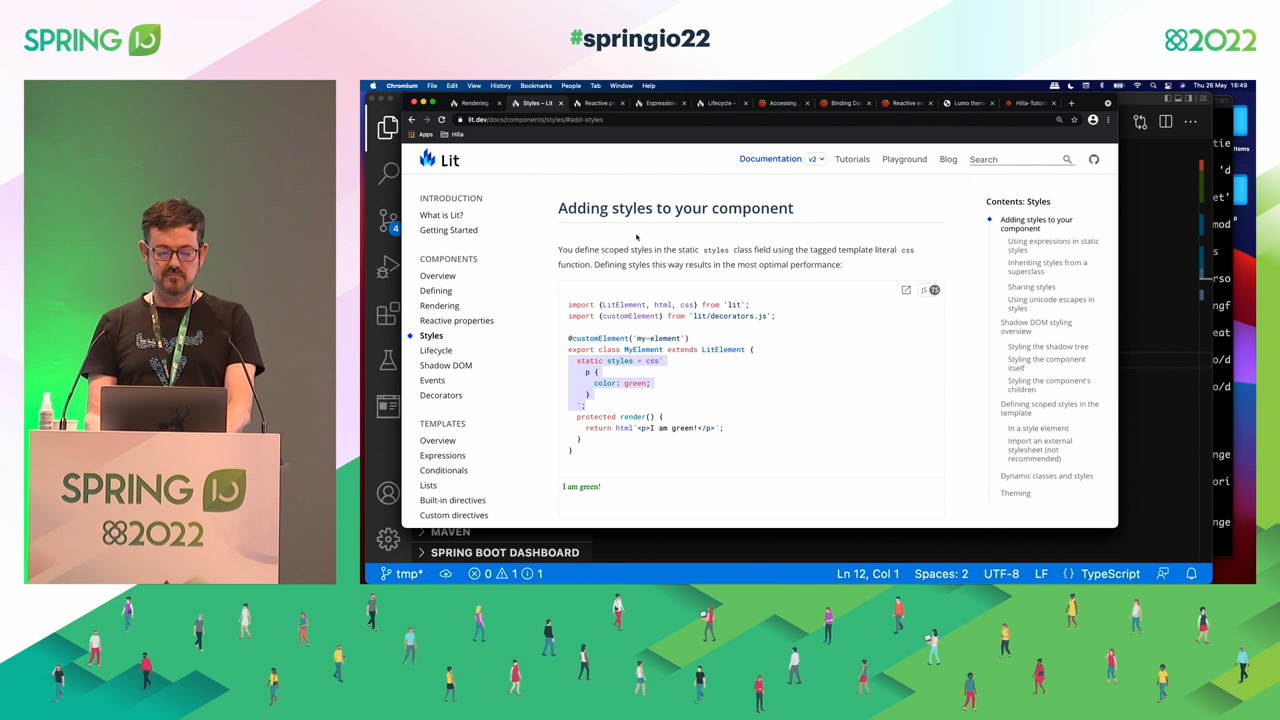 SPRING IO
#springio22
2022
Chromium File Edit View History Bookmarks People Tab Window Help
Thu 26 May 16:49
Rendering
Styles – Lit
Reactive pr
Expression
Lifecycle –
Accessing
Binding Da
Reactive en
Lumo them
Hilla-Tutori
lit.dev/docs/components/styles/#add-styles
Apps Hilla
Lit
Documentation v2 Tutorials Playground Blog Search
INTRODUCTION
What is Lit?
Getting Started
COMPONENTS
Overview
Defining
Rendering
Reactive properties
Styles
Lifecycle
Shadow DOM
Events
Decorators
TEMPLATES
Overview
Expressions
Conditionals
Lists
Built-in directives
Custom directives
Adding styles to your component
You define scoped styles in the static styles class field using the tagged template literal css
function. Defining styles this way results in the most optimal performance:
JS TS
import {LitElement, html, css} from 'lit';
import {customElement} from 'lit/decorators.js';
@customElement('my-element')
export class MyElement extends LitElement {
static styles = css`
p {
color: green;
}
`;
protected render() {
return html`<p>I am green!</p>`;
}
}
I am green!
Contents: Styles
Adding styles to your
component
Using expressions in static
styles
Inheriting styles from a
superclass
Sharing styles
Using unicode escapes in
styles
Shadow DOM styling
overview
Styling the shadow tree
Styling the component
itself
Styling the component's
children
Defining scoped styles in the
template
In a style element
Import an external
stylesheet (not
recommended)
Dynamic classes and styles
Theming
4
MAVEN
SPRING BOOT DASHBOARD
tmp* 0 1 1
Ln 12, Col 1 Spaces: 2 UTF-8 LF {} TypeScript
SPRING IO
2022